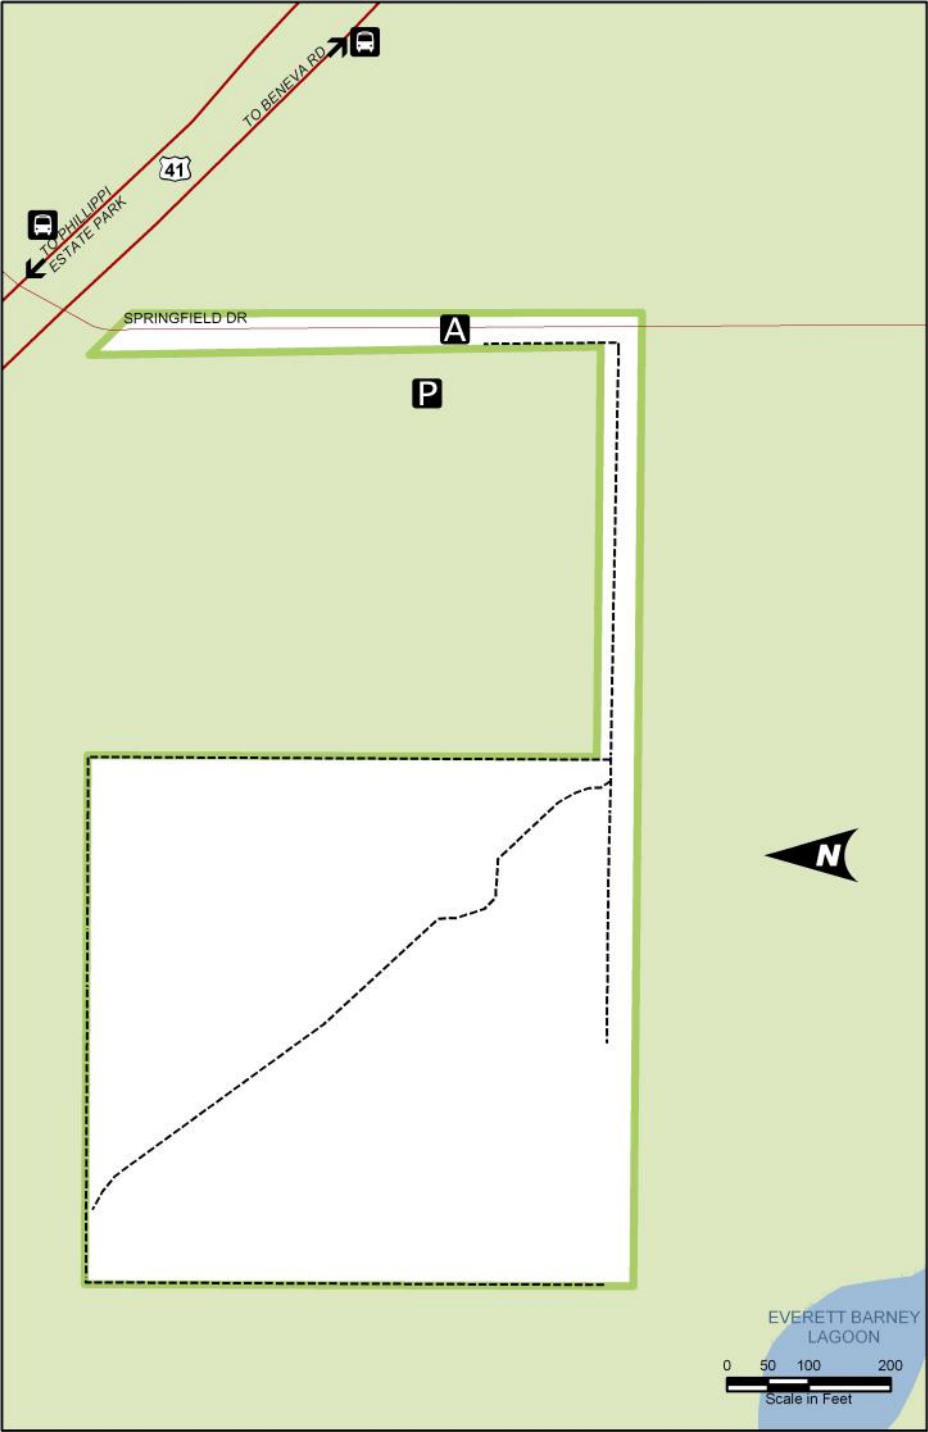 TO BENEVA RD
41
TO PHILLIPPI
ESTATE PARK
SPRINGFIELD DR
A
P
N
EVERETT BARNEY
LAGOON
0 50 100 200
Scale in Feet